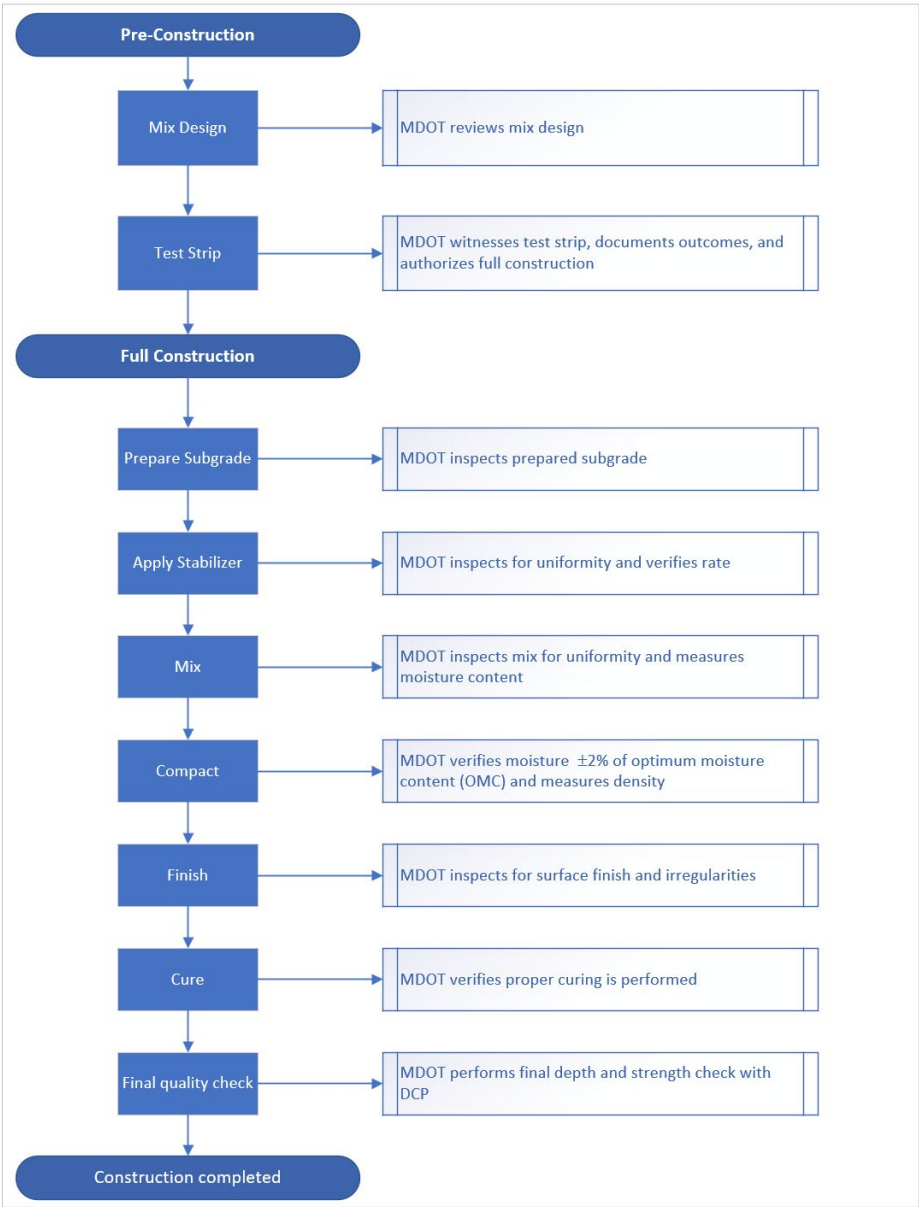 Pre-Construction
Mix Design
MDOT reviews mix design
Test Strip
MDOT witnesses test strip, documents outcomes, and
authorizes full construction
Full Construction
Prepare Subgrade
MDOT inspects prepared subgrade
Apply Stabilizer
MDOT inspects for uniformity and verifies rate
Mix
MDOT inspects mix for uniformity and measures
moisture content
Compact
MDOT verifies moisture ±2% of optimum moisture
content (OMC) and measures density
Finish
MDOT inspects for surface finish and irregularities
Cure
MDOT verifies proper curing is performed
Final quality check
MDOT performs final depth and strength check with
DCP
Construction completed